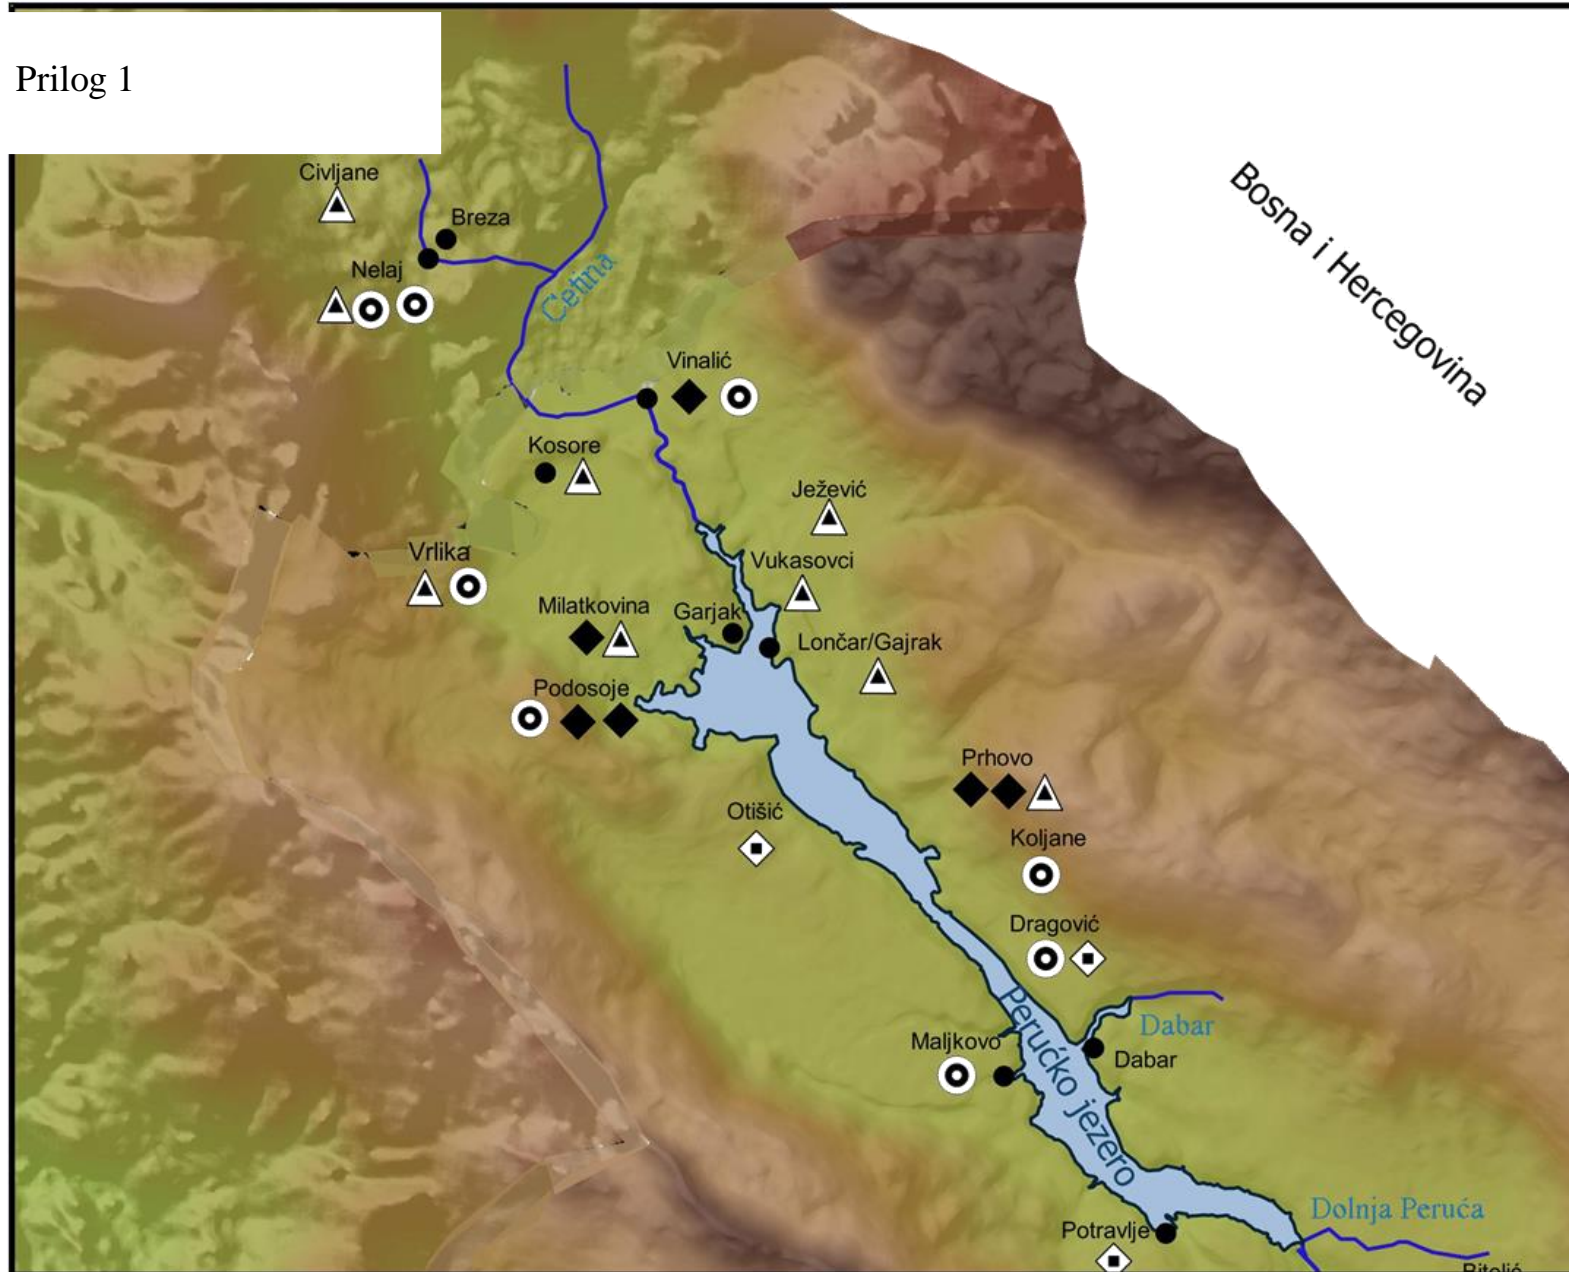 Prilog 1
Civljane
Breza
Nelaj
Cetina
Bosna i Hercegovina
Vinalić
Kosore
Ježević
Vrlika
Vukasovci
Milatkovina
Garjak
Lončar/Gajrak
Podosoje
Prhovo
Otišić
Koljane
Dragović
Perućko jezero
Dabar
Maljkovo
Dabar
Dolnja Peruća
Potravlje
Bitelić